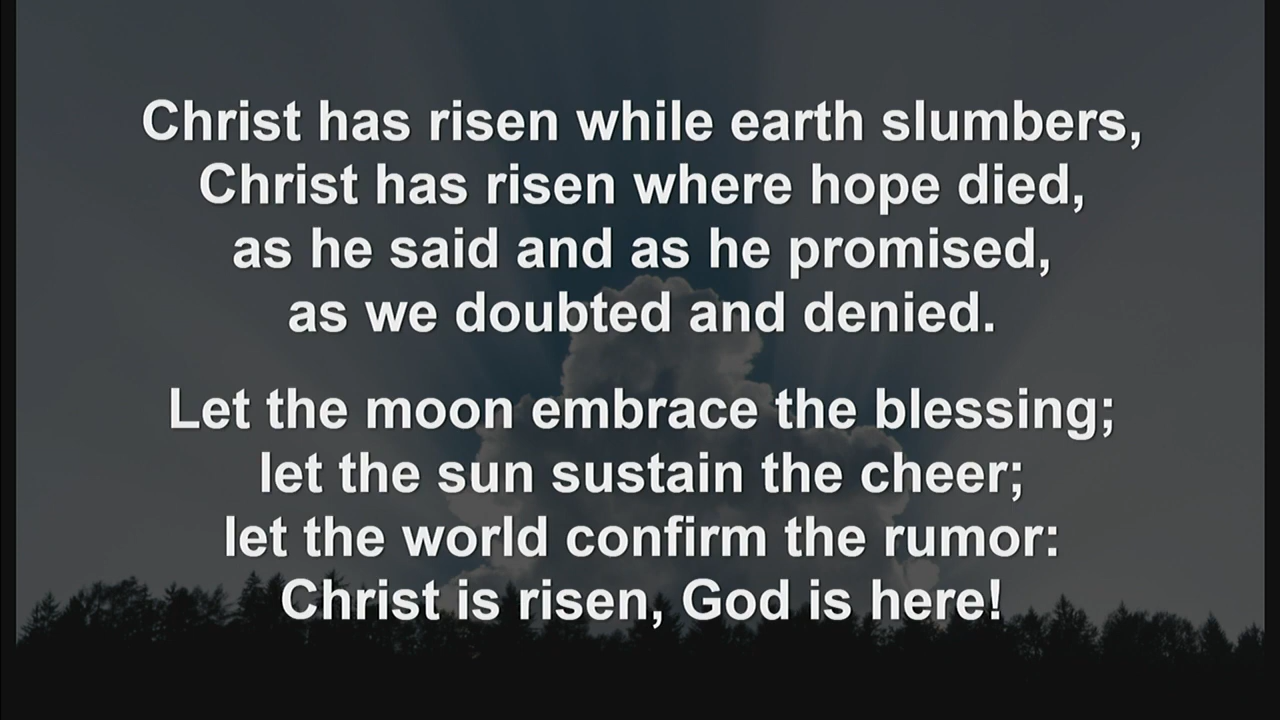 Christ has risen while earth slumbers,
Christ has risen where hope died,
as he said and as he promised,
as we doubted and denied.
Let the moon embrace the blessing;
let the sun sustain the cheer;
let the world confirm the rumor:
Christ is risen, God is here!